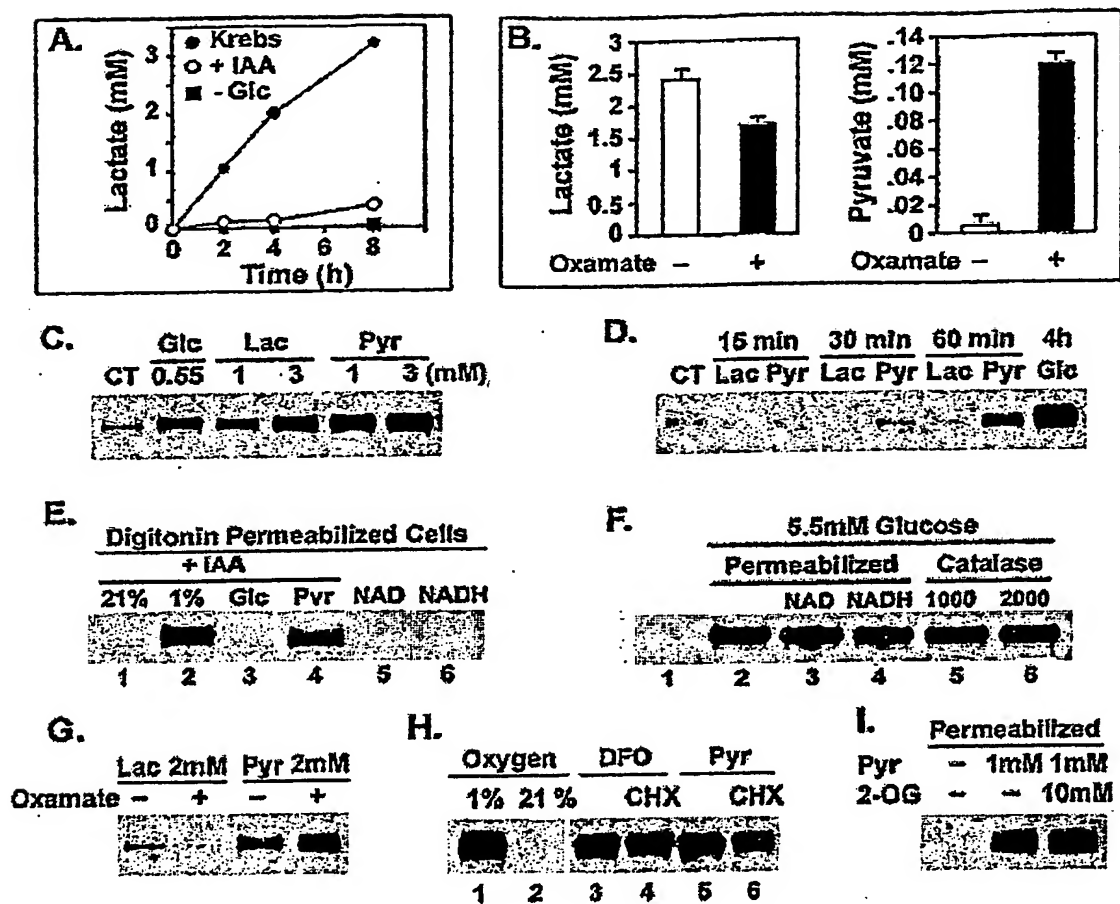 A.
Krebs
+ IAA
- Glc
Lactate (mM)
3
2
1
0
0 2 4 6 8
Time (h)
B.
Lactate (mM)
2.5
2
1.5
1
0.5
0
Oxamate – +
Pyruvate (mM)
.14
.12
.10
.08
.06
.04
.02
0
Oxamate – +
C.
Glc Lac Pyr
CT 0.55 1 3 1 3 (mM)
D.
15 min 30 min 60 min 4h
CT Lac Pyr Lac Pyr Lac Pyr Glc
E.
Digitonin Permeabilized Cells
+ IAA
21% 1% Glc Pyr NAD NADH
1 2 3 4 5 6
F.
5.5mM Glucose
Permeabilized Catalase
NAD NADH 1000 2000
1 2 3 4 5 6
G.
Lac 2mM Pyr 2mM
Oxamate – + – +
H.
Oxygen DFO Pyr
1% 21 % CHX CHX
1 2 3 4 5 6
I.
Permeabilized
Pyr – 1mM 1mM
2-OG – – 10mM